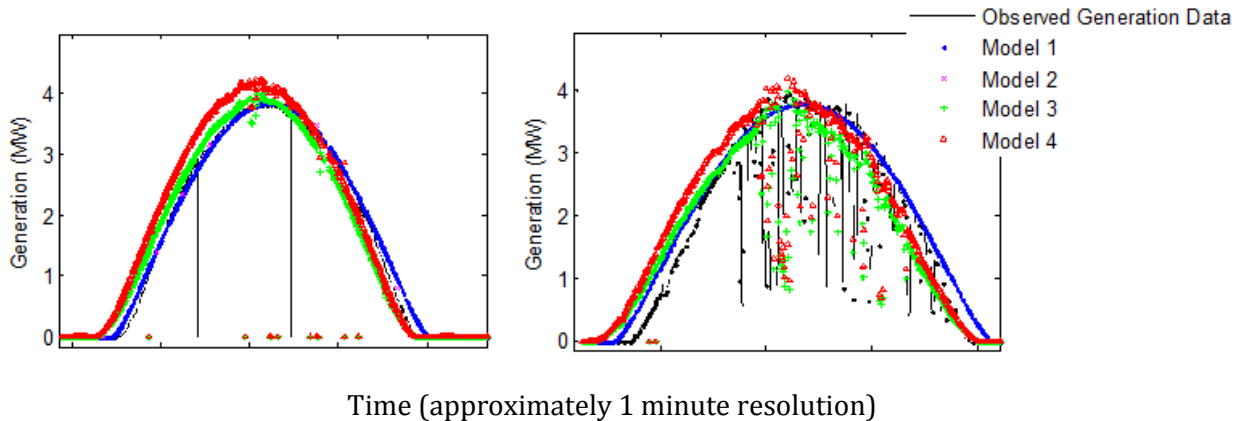 Observed Generation Data
Model 1
Model 2
Model 3
Model 4
Generation (MW)
4
3
2
1
0
Generation (MW)
4
3
2
1
0
Time (approximately 1 minute resolution)